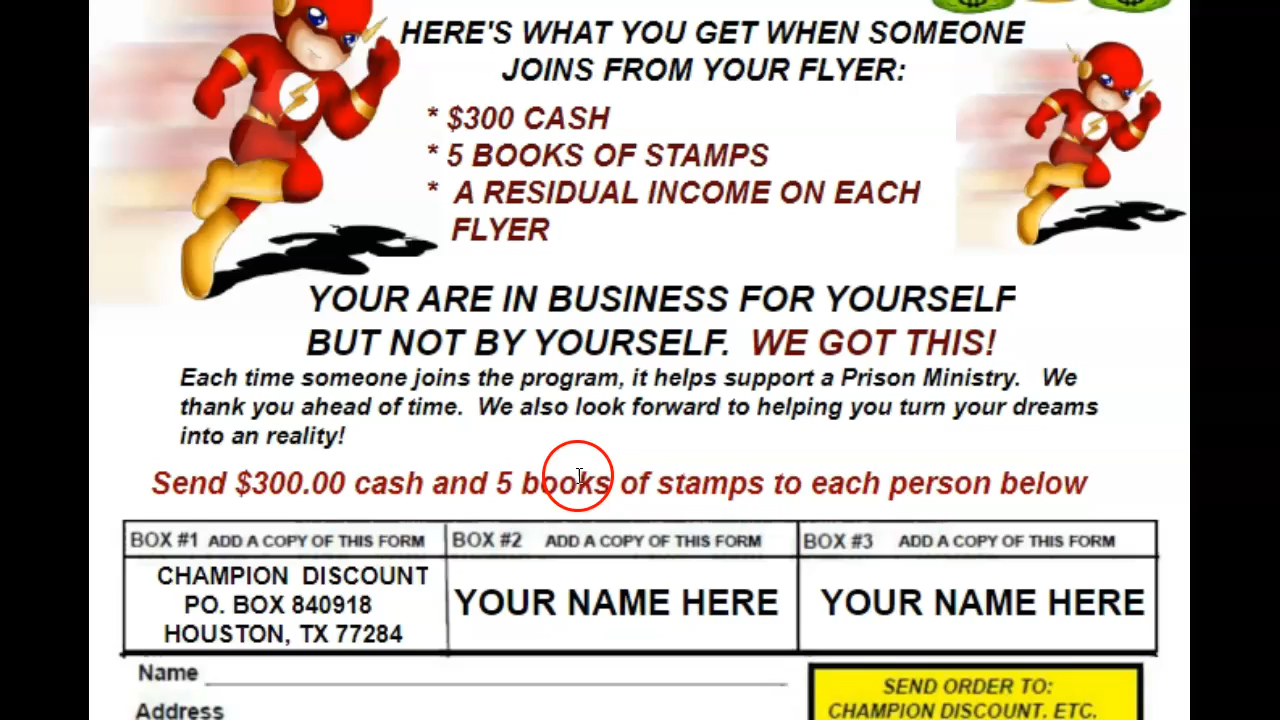 HERE'S WHAT YOU GET WHEN SOMEONE
JOINS FROM YOUR FLYER:
* $300 CASH
* 5 BOOKS OF STAMPS
* A RESIDUAL INCOME ON EACH
FLYER
YOUR ARE IN BUSINESS FOR YOURSELF
BUT NOT BY YOURSELF. WE GOT THIS!
Each time someone joins the program, it helps support a Prison Ministry. We
thank you ahead of time. We also look forward to helping you turn your dreams
into an reality!
Send $300.00 cash and 5 books of stamps to each person below
BOX #1 ADD A COPY OF THIS FORM
BOX #2 ADD A COPY OF THIS FORM
BOX #3 ADD A COPY OF THIS FORM
CHAMPION DISCOUNT
PO. BOX 840918
HOUSTON, TX 77284
YOUR NAME HERE
YOUR NAME HERE
Name
Address
SEND ORDER TO:
CHAMPION DISCOUNT, ETC.